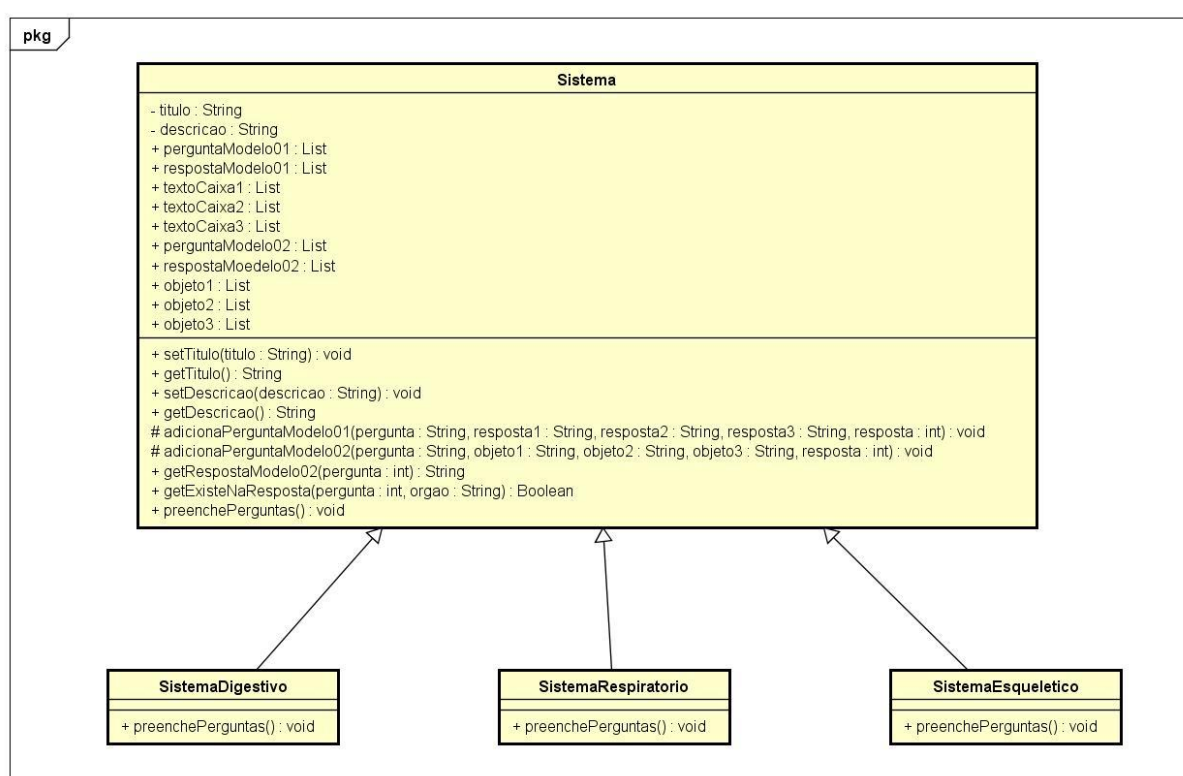 pkg
Sistema
- titulo : String
- descricao : String
+ perguntaModelo01 : List
+ respostaModelo01 : List
+ textoCaixa1 : List
+ textoCaixa2 : List
+ textoCaixa3 : List
+ perguntaModelo02 : List
+ respostaMoedelo02 : List
+ objeto1 : List
+ objeto2 : List
+ objeto3 : List
+ setTitulo(titulo : String) : void
+ getTitulo() : String
+ setDescricao(descricao : String) : void
+ getDescricao() : String
# adicionaPerguntaModelo01(pergunta : String, resposta1 : String, resposta2 : String, resposta3 : String, resposta : int) : void
# adicionaPerguntaModelo02(pergunta : String, objeto1 : String, objeto2 : String, objeto3 : String, resposta : int) : void
+ getRespostaModelo02(pergunta : int) : String
+ getExisteNaResposta(pergunta : int, orgao : String) : Boolean
+ preenchePerguntas() : void
SistemaDigestivo
+ preenchePerguntas() : void
SistemaRespiratorio
+ preenchePerguntas() : void
SistemaEsqueletico
+ preenchePerguntas() : void